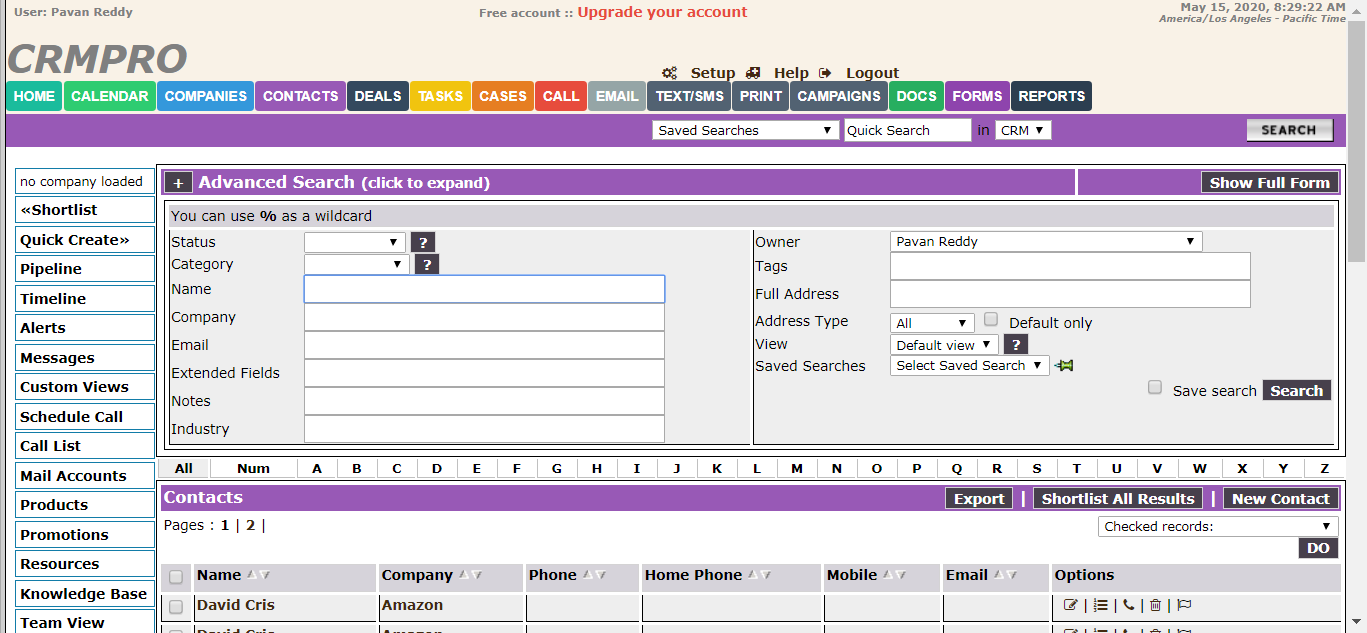 User: Pavan Reddy
Free account :: Upgrade your account
May 15, 2020, 8:29:22 AM
America/Los Angeles - Pacific Time
CRMPRO
Setup Help Logout
HOME CALENDAR COMPANIES CONTACTS DEALS TASKS CASES CALL EMAIL TEXT/SMS PRINT CAMPAIGNS DOCS FORMS REPORTS
Saved Searches Quick Search in CRM SEARCH
no company loaded
«Shortlist
Quick Create»
Pipeline
Timeline
Alerts
Messages
Custom Views
Schedule Call
Call List
Mail Accounts
Products
Promotions
Resources
Knowledge Base
Team View
+ Advanced Search (click to expand) Show Full Form
You can use % as a wildcard
Status ?
Category ?
Name
Company
Email
Extended Fields
Notes
Industry
Owner Pavan Reddy
Tags
Full Address
Address Type All Default only
View Default view ?
Saved Searches Select Saved Search
Save search Search
All Num A B C D E F G H I J K L M N O P Q R S T U V W X Y Z
Contacts Export | Shortlist All Results | New Contact
Pages : 1 | 2 |
Checked records:
DO
Name Company Phone Home Phone Mobile Email Options
David Cris Amazon | | | |
David Cris Amazon